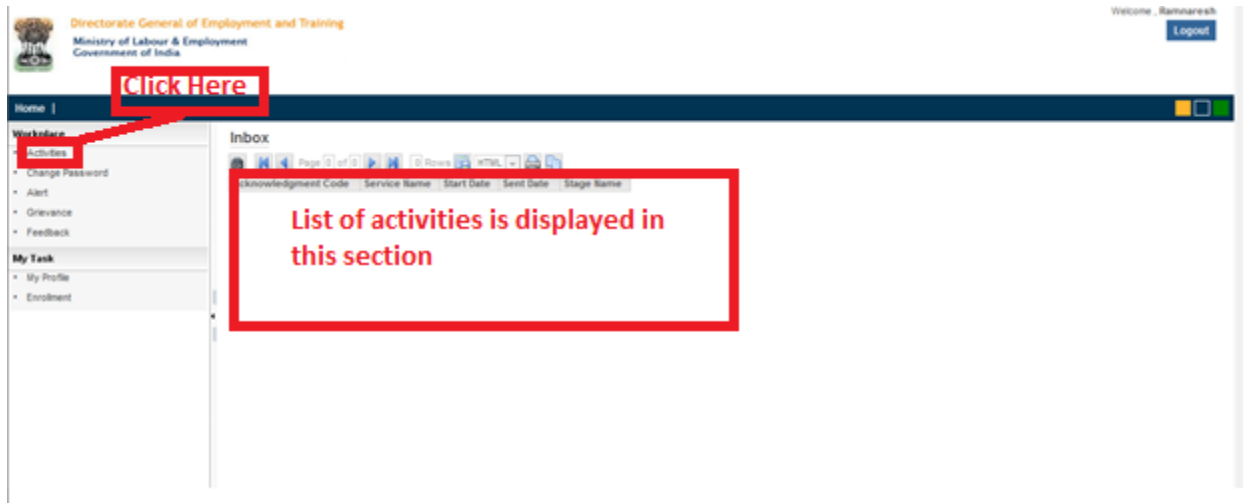 Directorate General of Employment and Training
Ministry of Labour & Employment
Government of India
Welcome , Ramnaresh
Logout
Click Here
Home |
Workplace
Activities
Change Password
Alert
Grievance
Feedback
My Task
My Profile
Enrollment
Inbox
Page 0 of 0 0 Rows HTML
Acknowledgment Code Service Name Start Date Sent Date Stage Name
List of activities is displayed in
this section